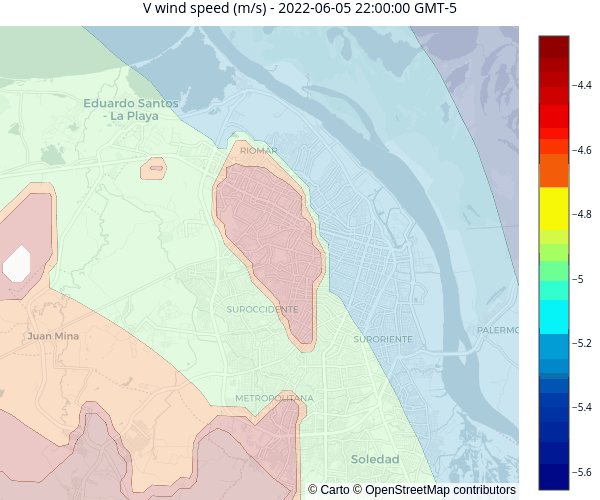 V wind speed (m/s) - 2022-06-05 22:00:00 GMT-5
Eduardo Santos
- La Playa
RIOMAR
SUROCCIDENTE
Juan Mina
SURORIENTE
PALERMO
METROPOLITANA
Soledad
© Carto © OpenStreetMap contributors
−4.4
−4.6
−4.8
−5
−5.2
−5.4
−5.6